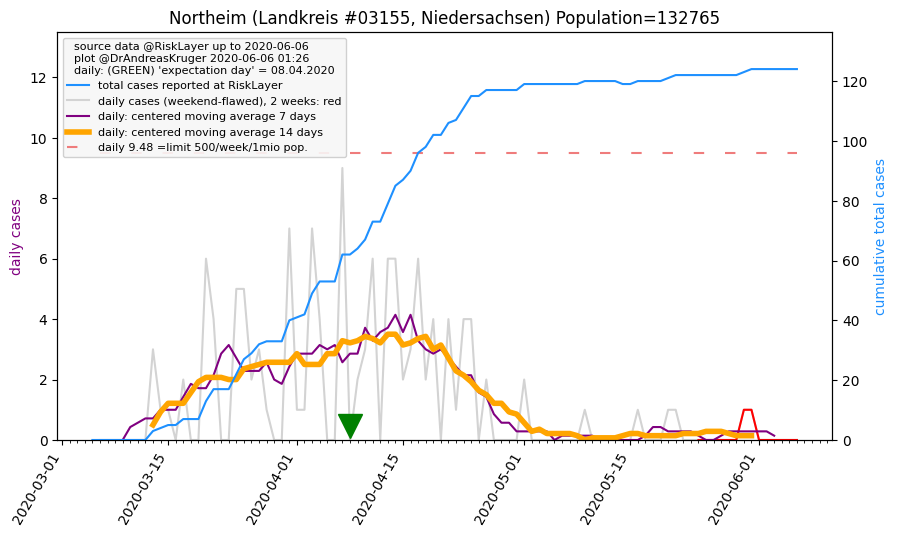 Northeim (Landkreis #03155, Niedersachsen) Population=132765
source data @RiskLayer up to 2020-06-06
plot @DrAndreasKruger 2020-06-06 01:26
daily: (GREEN) 'expectation day' = 08.04.2020
total cases reported at RiskLayer
daily cases (weekend-flawed), 2 weeks: red
daily: centered moving average 7 days
daily: centered moving average 14 days
daily 9.48 =limit 500/week/1mio pop.
daily cases
12
10
8
6
4
2
0
cumulative total cases
120
100
80
60
40
20
0
2020-03-01
2020-03-15
2020-04-01
2020-04-15
2020-05-01
2020-05-15
2020-06-01